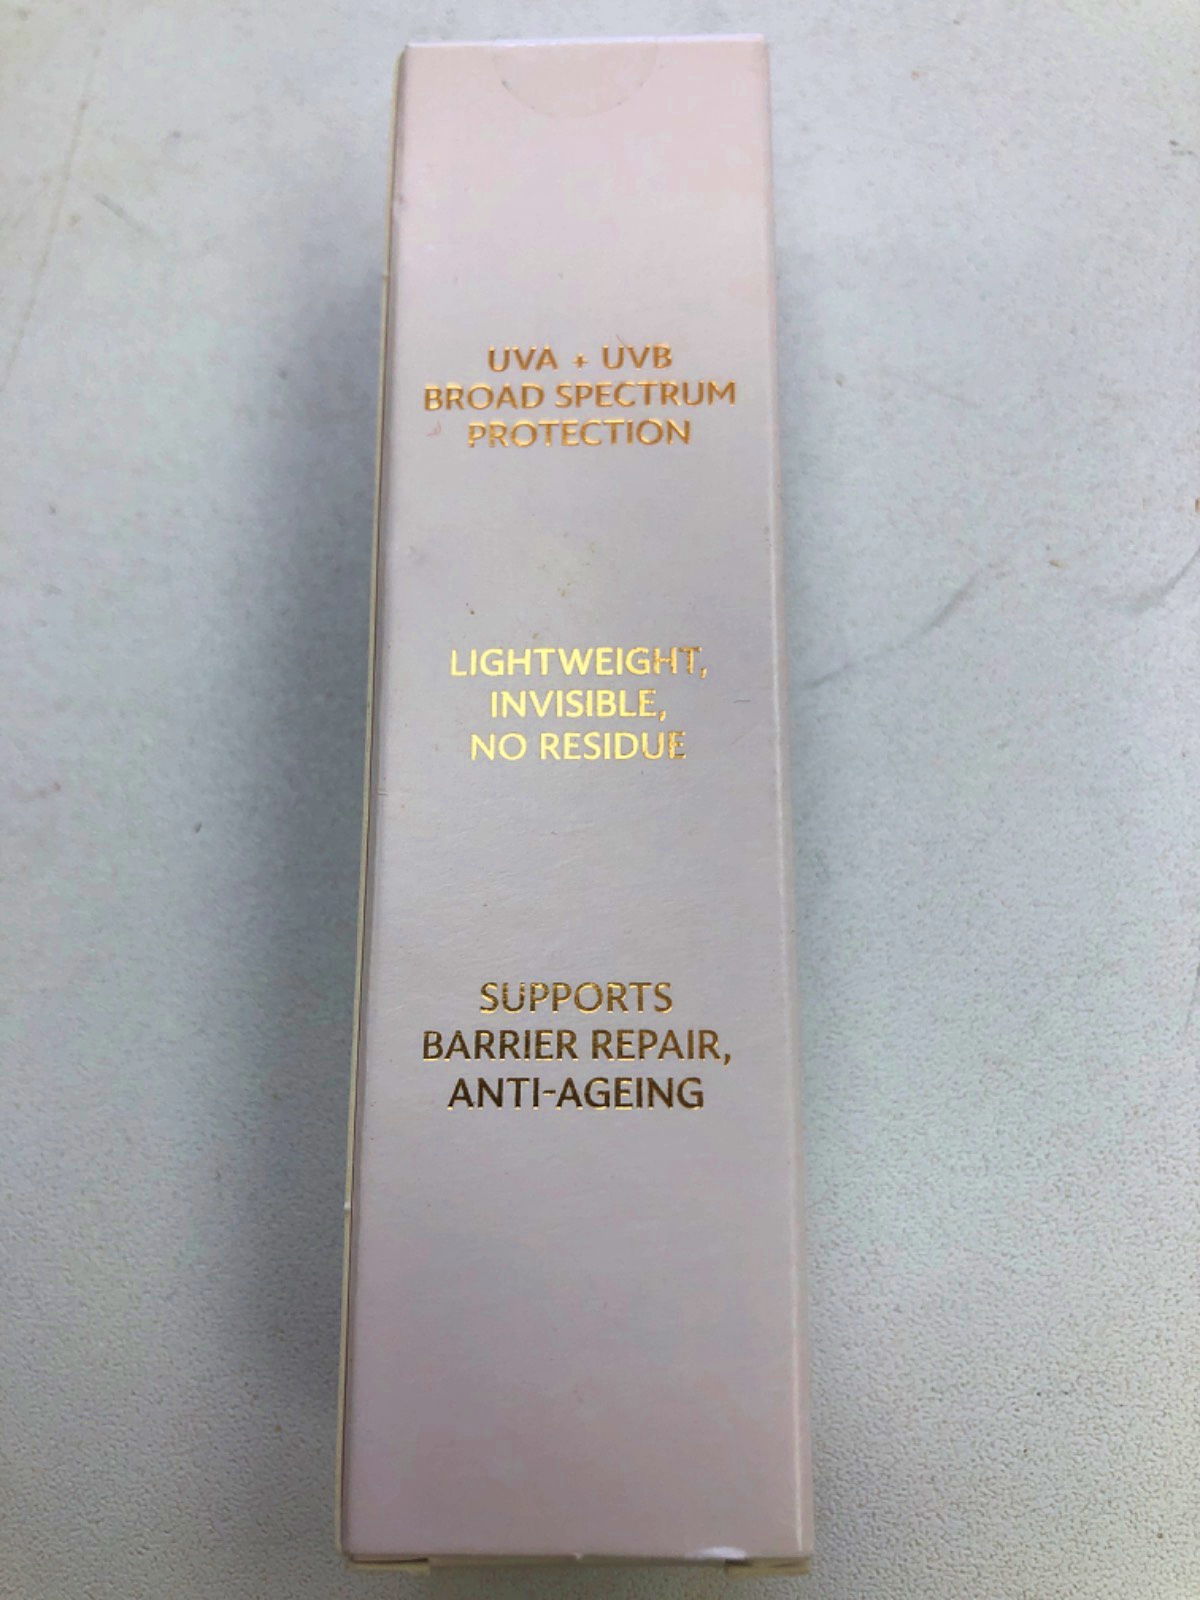 UVA + UVB
BROAD SPECTRUM
PROTECTION
LIGHTWEIGHT,
INVISIBLE,
NO RESIDUE
SUPPORTS
BARRIER REPAIR,
ANTI-AGEING